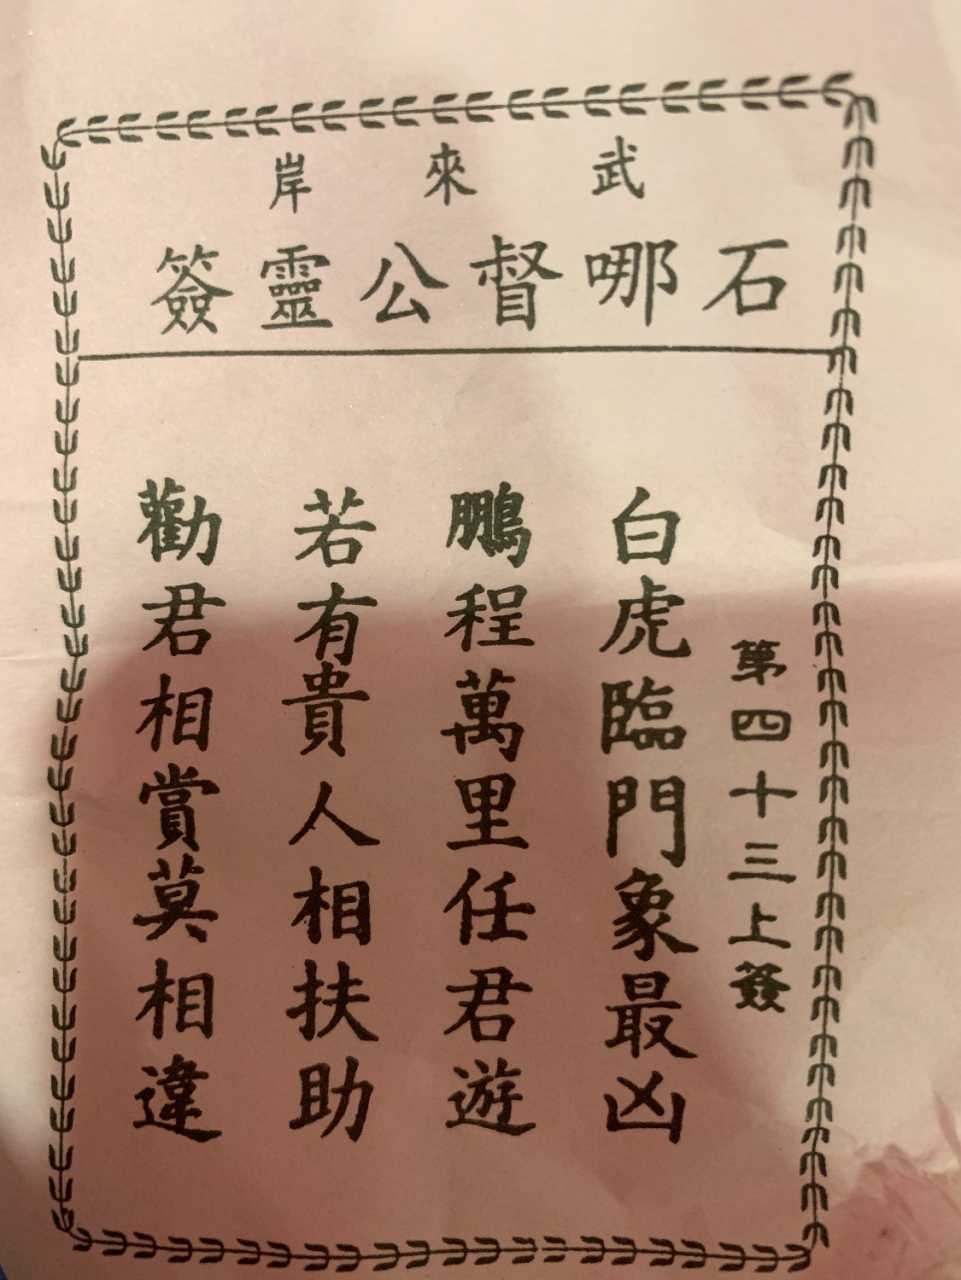 武來岸
石哪督公靈簽
第四十三上簽
白虎臨門象最凶
鵬程萬里任君遊
若有貴人相扶助
勸君相賞莫相違